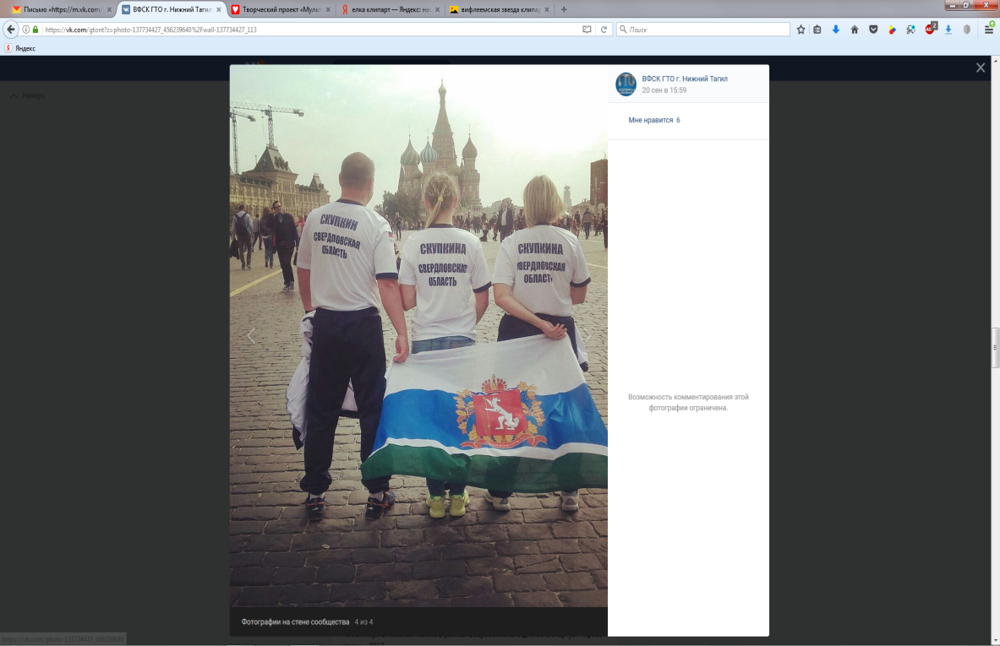 Письмо «https://m.vk.com/
ВФСК ГТО г. Нижний Тагил
Творческий проект «Мульт
елка клипарт — Яндекс: на
вифлеемская звезда клипар
https://vk.com/gtont?z=photo-137734427_456239640%2Fwall-137734427_113
Поиск
Яндекс
Наверх
ВФСК ГТО г. Нижний Тагил
20 сен в 15:59
Мне нравится 6
СКУПКИН
СВЕРДЛОВСКАЯ
ОБЛАСТЬ
СКУПКИНА
СВЕРДЛОВСКАЯ
ОБЛАСТЬ
СКУПКИНА
СВЕРДЛОВСКАЯ
ОБЛАСТЬ
Возможность комментирования этой
фотографии ограничена.
Фотографии на стене сообщества 4 из 4
https://vk.com/photo-137734427_456239640